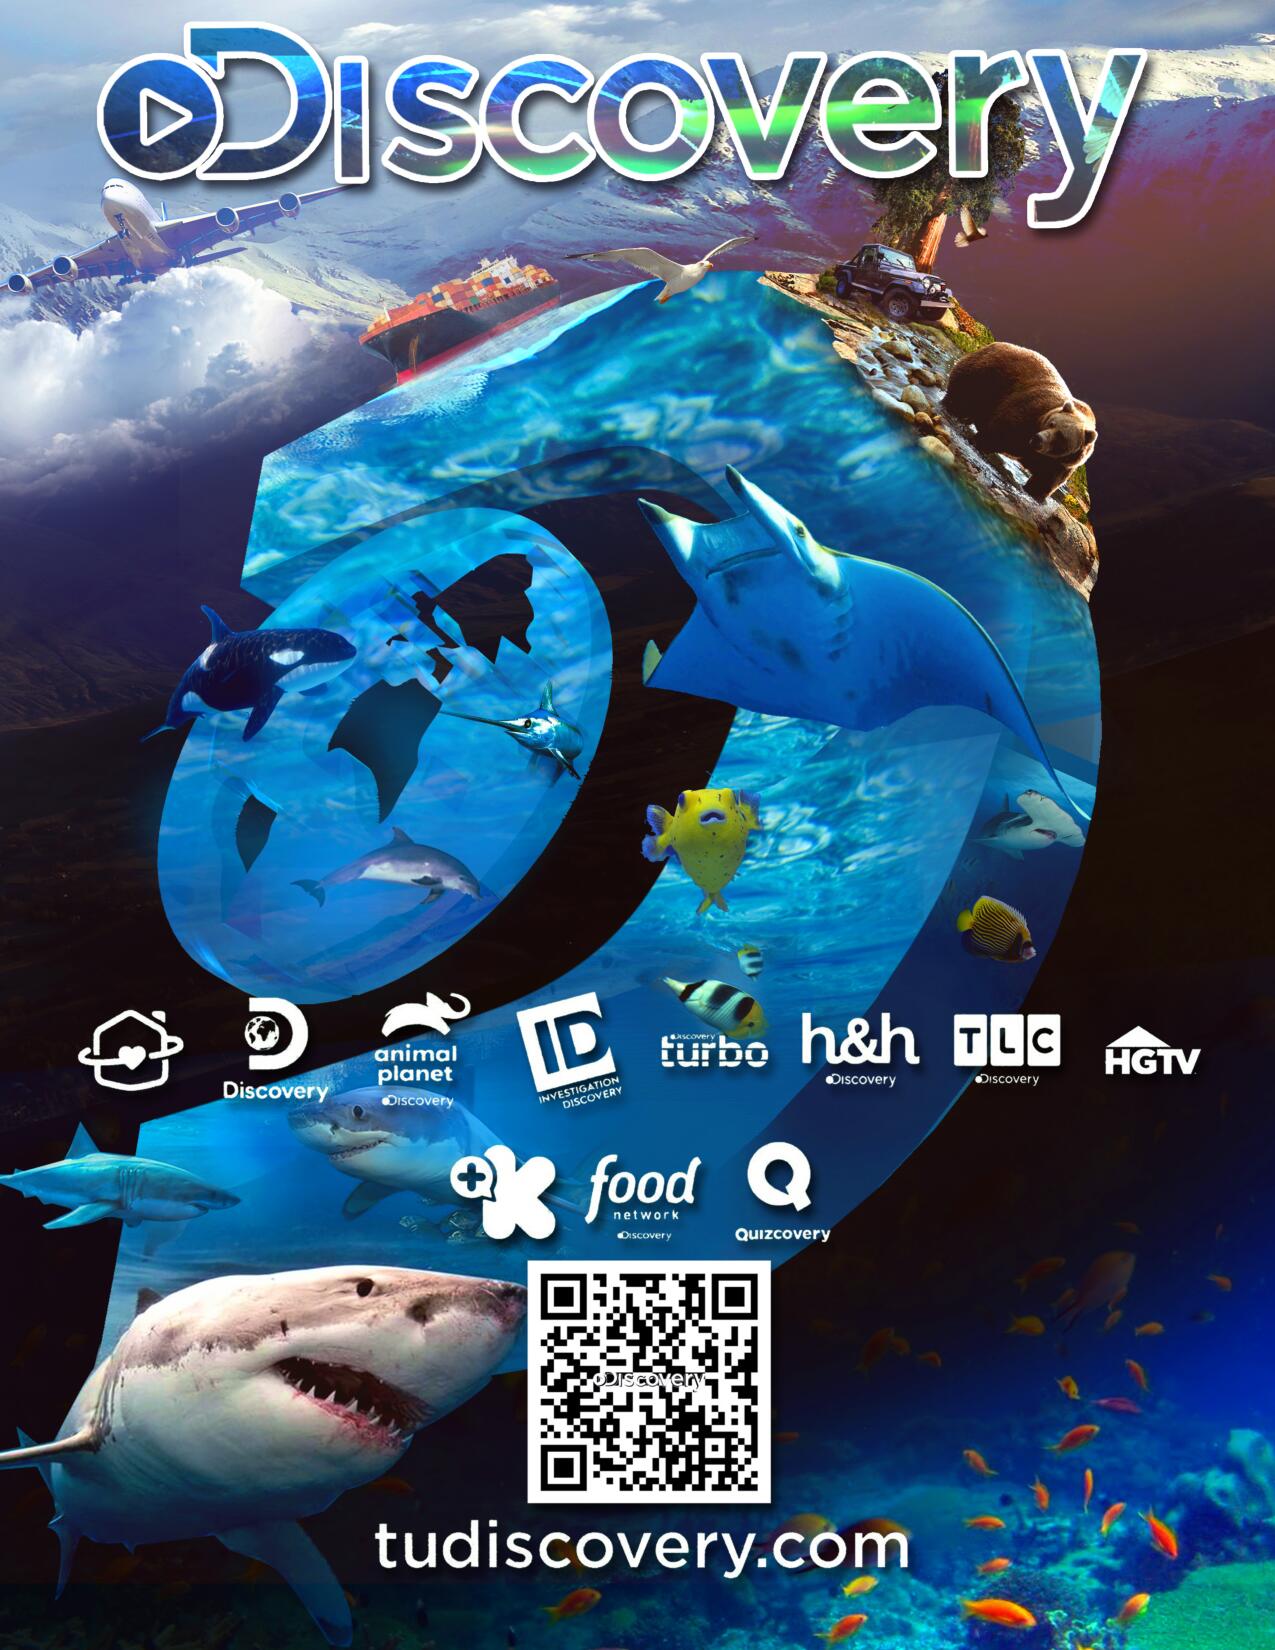 Discovery
Discovery
animal
planet
Discovery
ID
INVESTIGATION
DISCOVERY
Discovery
turbo
h&h
Discovery
TLC
Discovery
HGTV
+K
food
network
Discovery
Q
Quizcovery
Discovery
tudiscovery.com